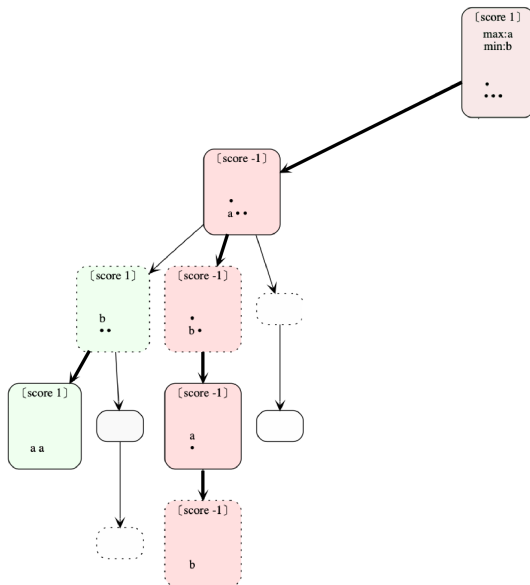 〔score 1〕
max:a
min:b
•
•••
〔score -1〕
•
a••
〔score 1〕
b
••
〔score -1〕
•
b•
〔score 1〕
a a
〔score -1〕
a
•
〔score -1〕
b